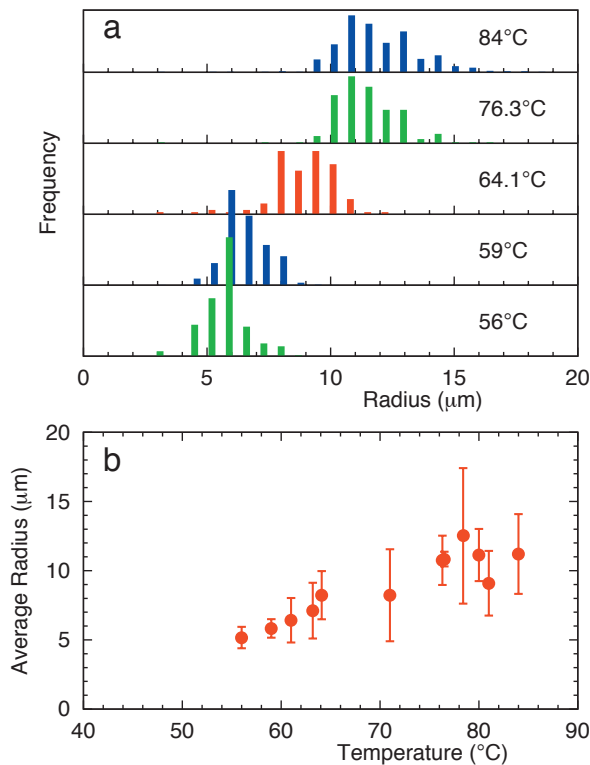 a
84°C
76.3°C
64.1°C
59°C
56°C
Frequency
0 5 10 15 20
Radius (μm)
b
20
15
10
5
0
Average Radius (μm)
40 50 60 70 80 90
Temperature (°C)